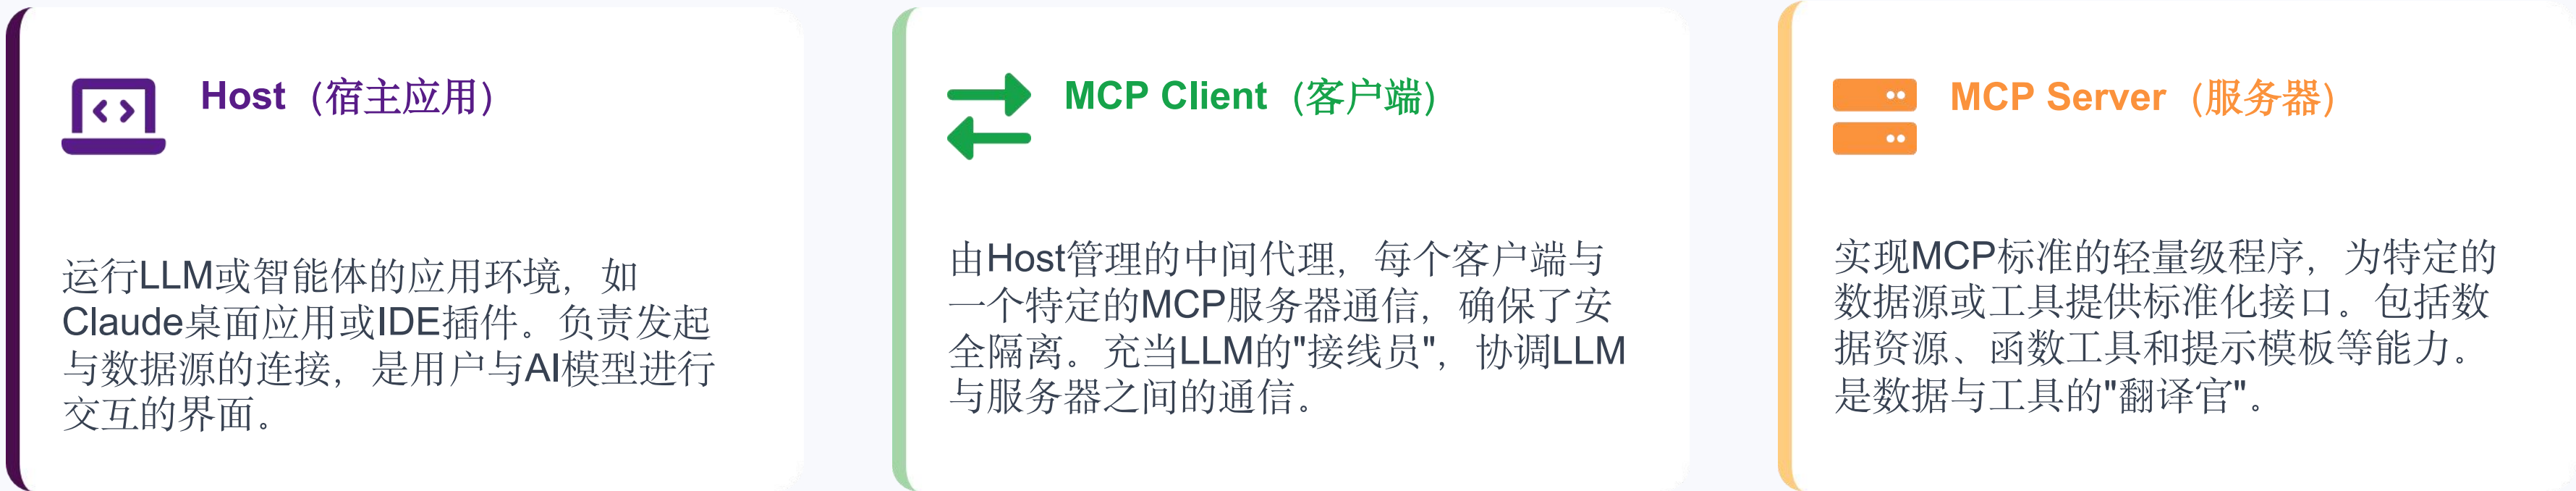 Host（宿主应用）
运行LLM或智能体的应用环境，如
Claude桌面应用或IDE插件。负责发起
与数据源的连接，是用户与AI模型进行
交互的界面。
MCP Client（客户端）
由Host管理的中间代理，每个客户端与
一个特定的MCP服务器通信，确保了安
全隔离。充当LLM的"接线员"，协调LLM
与服务器之间的通信。
MCP Server（服务器）
实现MCP标准的轻量级程序，为特定的
数据源或工具提供标准化接口。包括数
据资源、函数工具和提示模板等能力。
是数据与工具的"翻译官"。